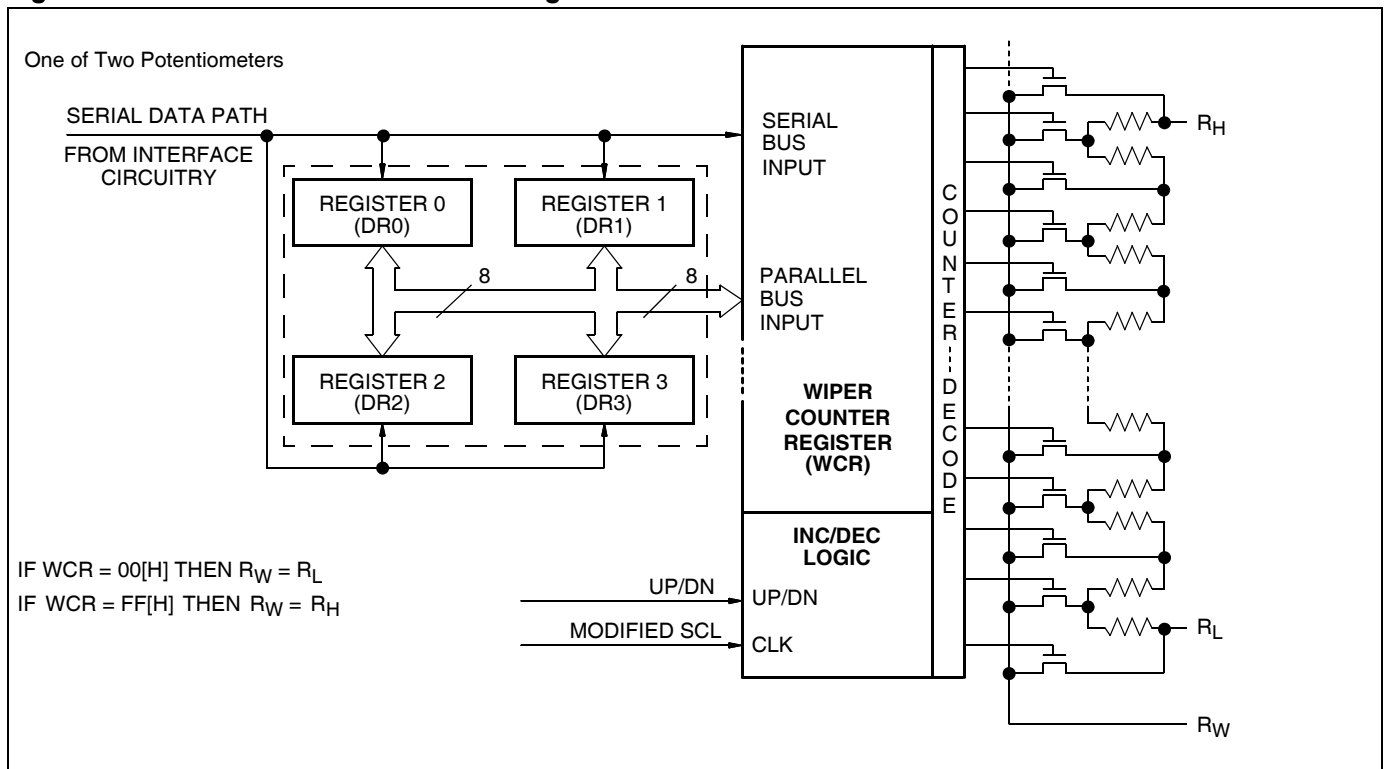 One of Two Potentiometers
SERIAL DATA PATH
FROM INTERFACE
CIRCUITRY
REGISTER 0
(DR0)
REGISTER 1
(DR1)
8
8
REGISTER 2
(DR2)
REGISTER 3
(DR3)
SERIAL
BUS
INPUT
PARALLEL
BUS
INPUT
WIPER
COUNTER
REGISTER
(WCR)
INC/DEC
LOGIC
UP/DN
UP/DN
MODIFIED SCL
CLK
COUNTER
DECODE
RH
RL
RW
IF WCR = 00[H] THEN RW = RL
IF WCR = FF[H] THEN RW = RH